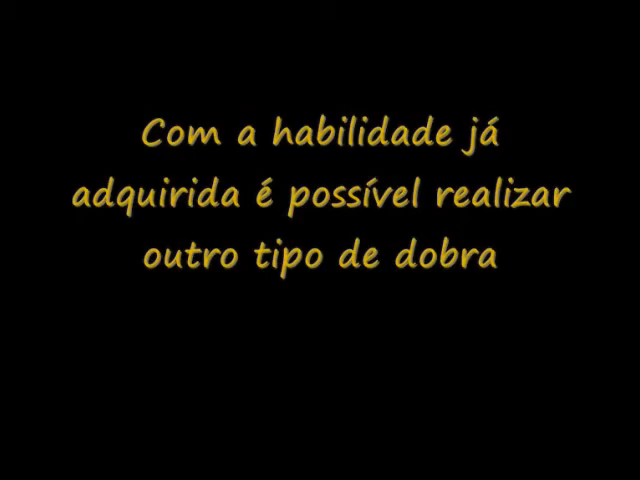 Com a habilidade já
adquirida é possível realizar
outro tipo de dobra